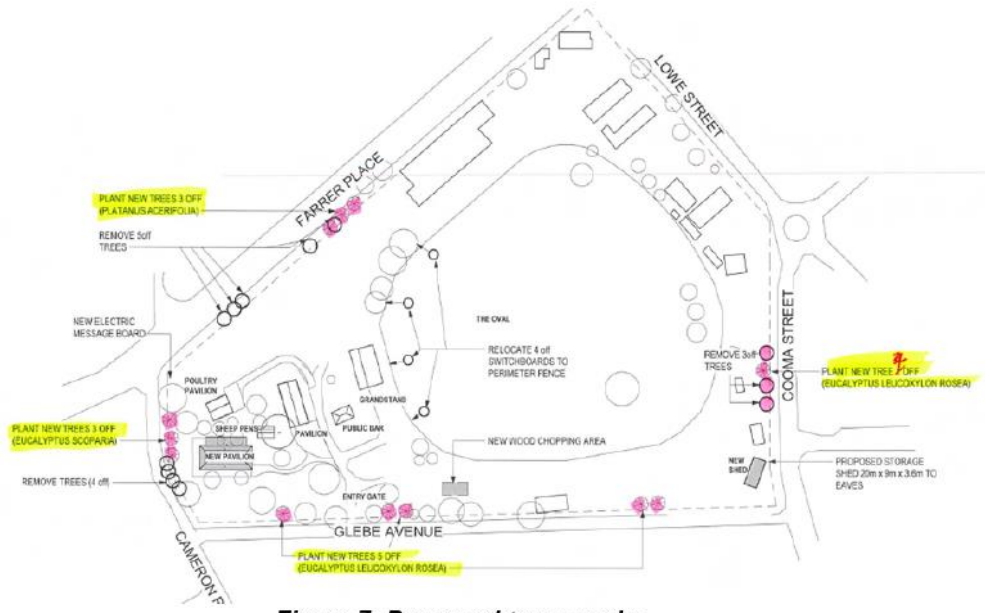 LOWE STREET
FARRER PLACE
PLANT NEW TREES 3 OFF
(PLATANUS ACERIFOLIA)
REMOVE 5off
TREES
NEW ELECTRIC
MESSAGE BOARD
THE OVAL
RELOCATE 4 off
SWITCHBOARDS TO
PERIMETER FENCE
REMOVE 3off
TREES
COOMA STREET
4
PLANT NEW TREE OFF
(EUCALYPTUS LEUCOXYLON ROSEA)
POULTRY
PAVILION
GRANDSTAND
PUBLIC BAR
PAVILION
SHEEP PENS
NEW PAVILION
PLANT NEW TREES 3 OFF
(EUCALYPTUS SCOPARIA)
REMOVE TREES (4 off)
NEW WOOD CHOPPING AREA
NEW
SHED
PROPOSED STORAGE
SHED 20m x 9m x 3.6m TO
EAVES
ENTRY GATE
GLEBE AVENUE
CAMERON
PLANT NEW TREES 5 OFF
(EUCALYPTUS LEUCOXYLON ROSEA)